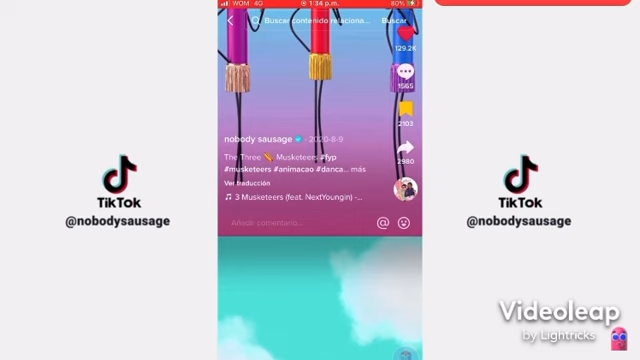 WOM 4G
1:34 p.m.
80%
Buscar contenido relaciona...
Buscar
129.2K
1565
2103
2980
nobody sausage · 2020-8-9
The Three Musketeers #fyp
#musketeers #animacao #danca... más
Ver traducción
3 Musketeers (feat. NextYoungin) -...
Añadir comentario...
TikTok
@nobodysausage
TikTok
@nobodysausage
Videoleap
by Lightricks